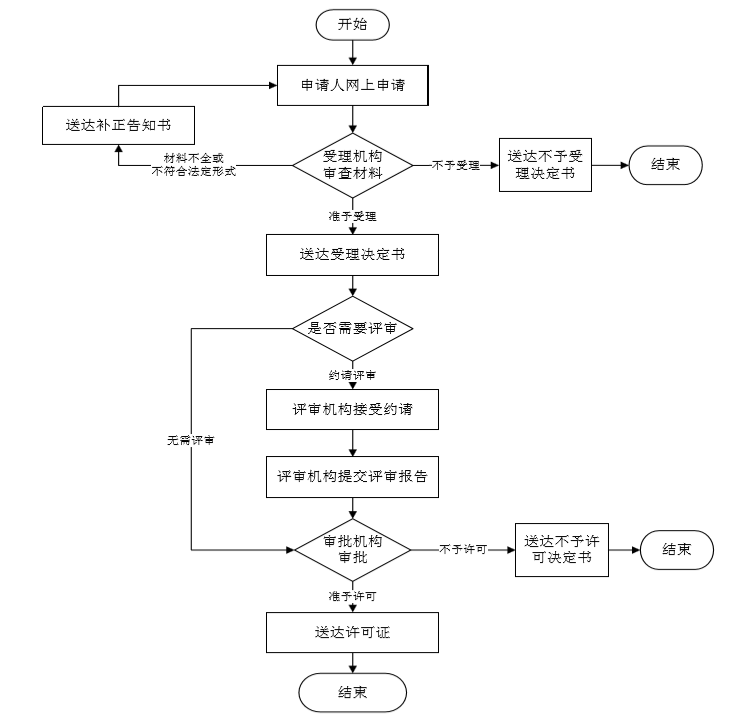 开始
申请人网上申请
送达补正告知书
材料不全或
不符合法定形式
受理机构
审查材料
不予受理
送达不予受
理决定书
结束
准予受理
送达受理决定书
是否需要评审
约请评审
评审机构接受约请
无需评审
评审机构提交评审报告
审批机构
审批
不予许可
送达不予许
可决定书
结束
准予许可
送达许可证
结束